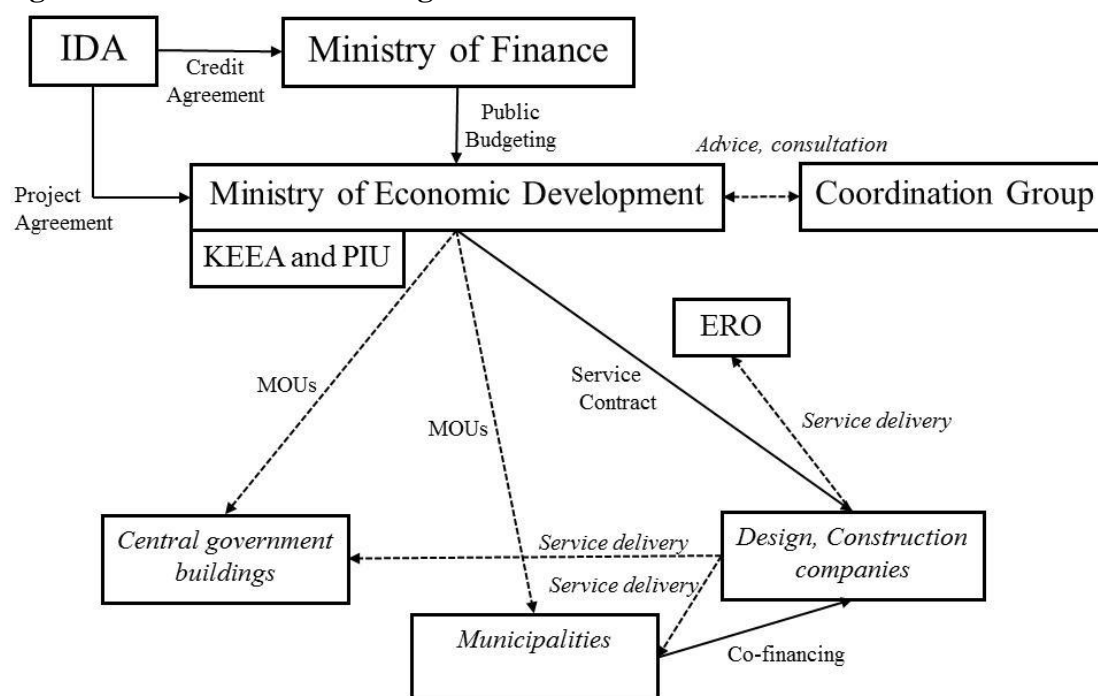 IDA
Ministry of Finance
Credit
Agreement
Public
Budgeting
Advice, consultation
Project
Agreement
Ministry of Economic Development
Coordination Group
KEEA and PIU
ERO
MOUs
Service
Contract
MOUs
Service delivery
Central government
buildings
Service delivery
Design, Construction
companies
Service delivery
Municipalities
Co-financing